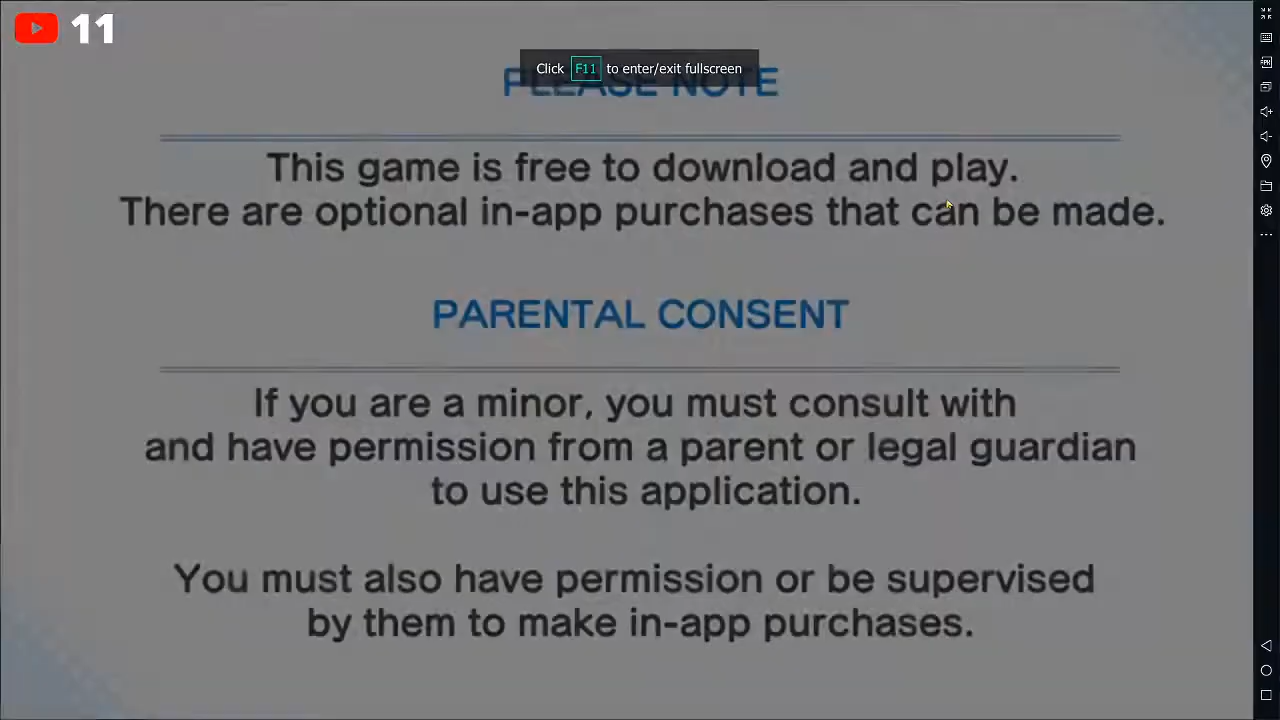 11
Click F11 to enter/exit fullscreen
PLEASE NOTE
This game is free to download and play.
There are optional in-app purchases that can be made.
PARENTAL CONSENT
If you are a minor, you must consult with
and have permission from a parent or legal guardian
to use this application.
You must also have permission or be supervised
by them to make in-app purchases.